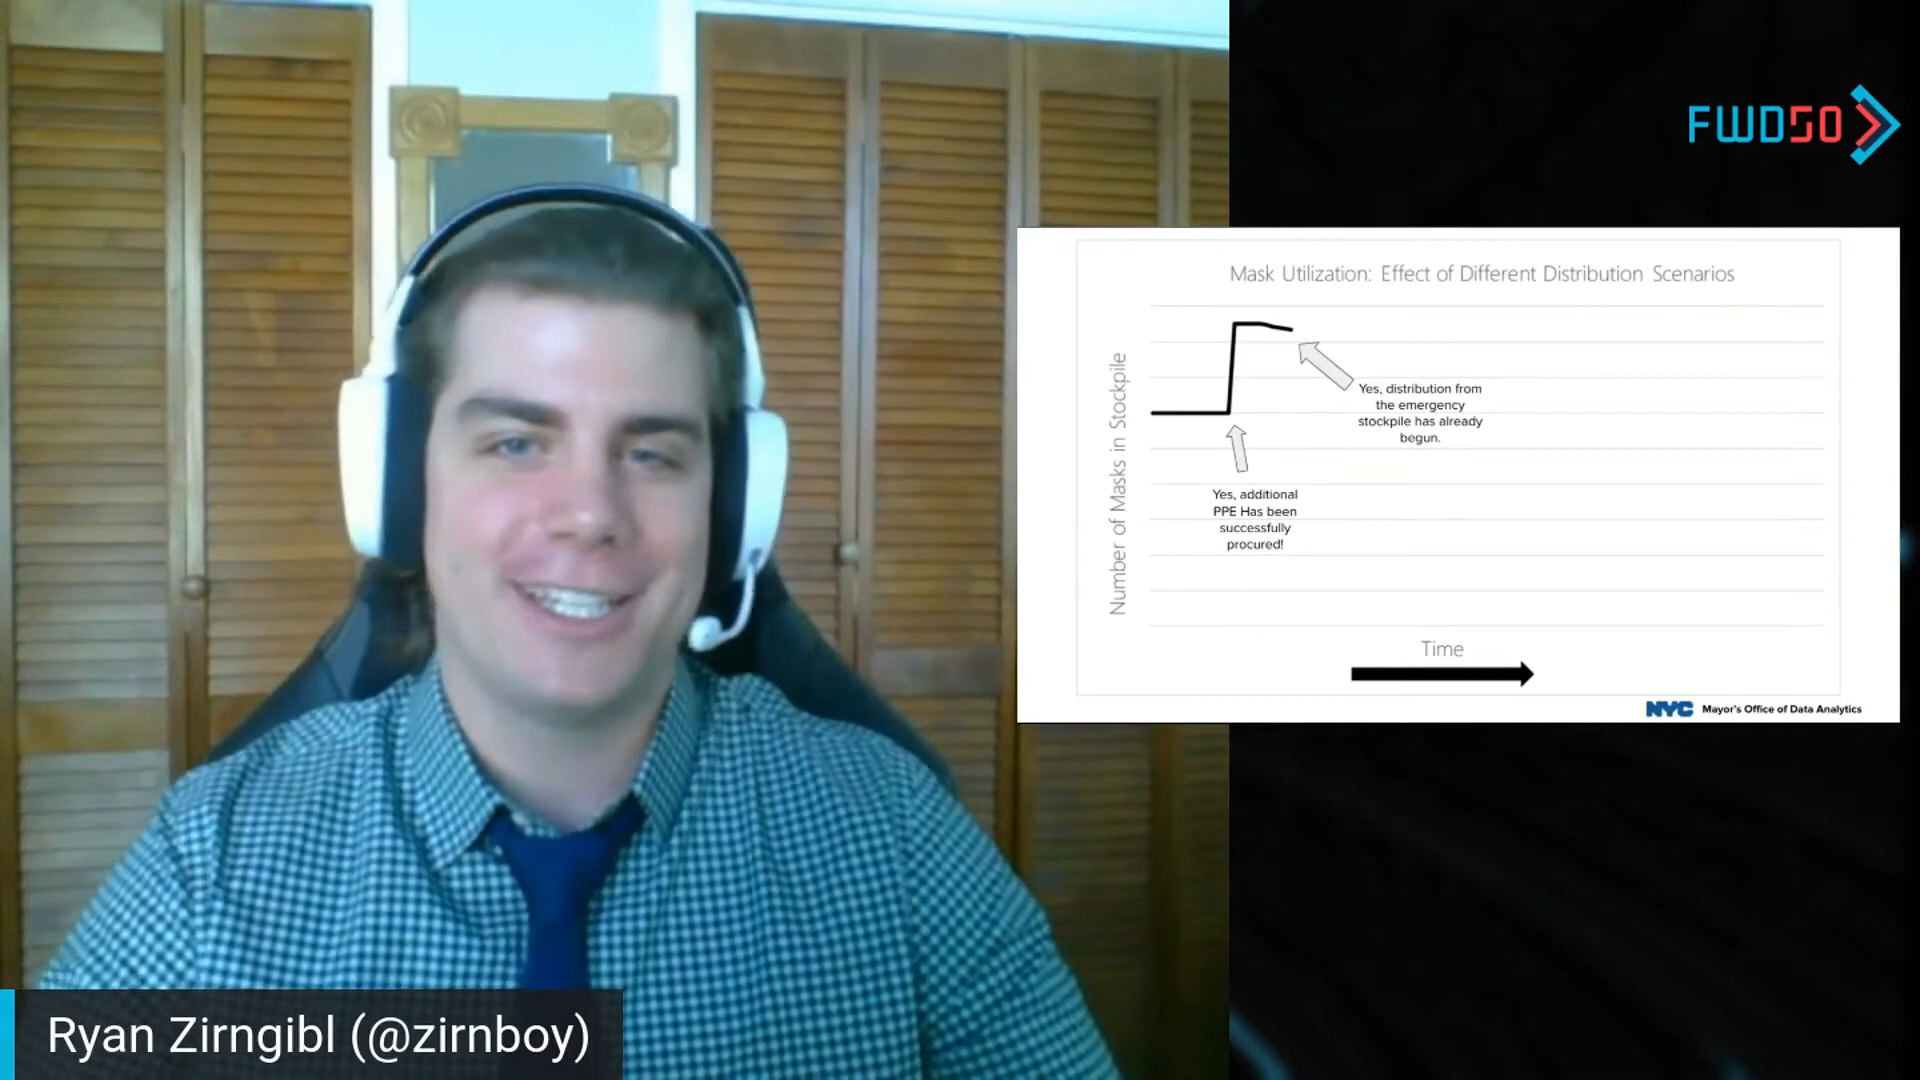 FWD50
Mask Utilization: Effect of Different Distribution Scenarios
Number of Masks in Stockpile
Yes, distribution from
the emergency
stockpile has already
begun.
Yes, additional
PPE Has been
successfully
procured!
Time
NYC Mayor's Office of Data Analytics
Ryan Zirngibl (@zirnboy)